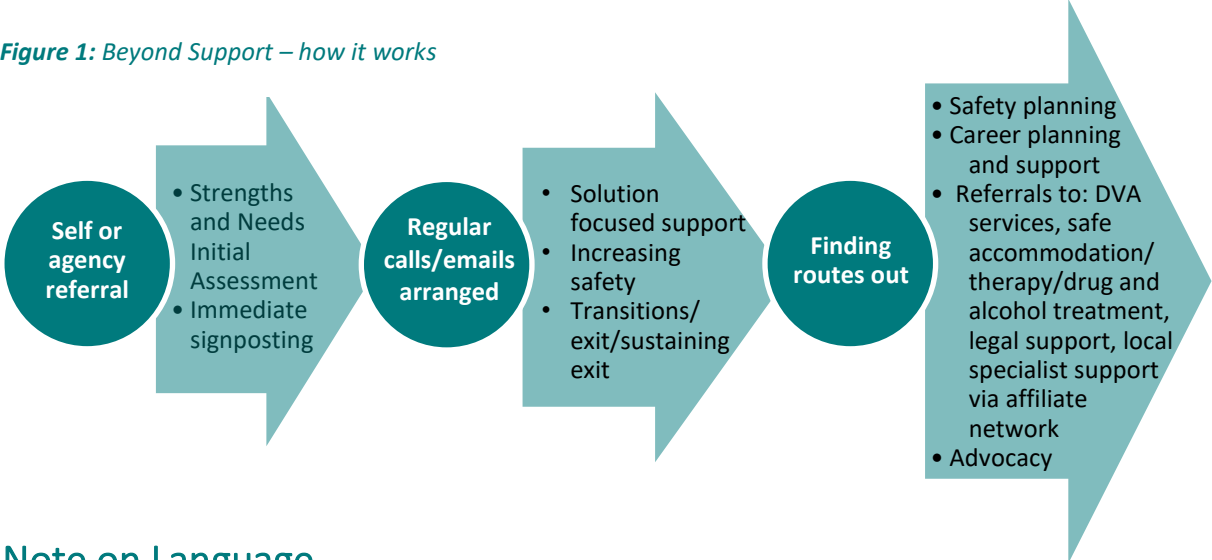 Figure 1: Beyond Support – how it works
Self or
agency
referral
• Strengths
and Needs
Initial
Assessment
• Immediate
signposting
Regular
calls/emails
arranged
• Solution
focused support
• Increasing
safety
• Transitions/
exit/sustaining
exit
Finding
routes out
• Safety planning
• Career planning
and support
• Referrals to: DVA
services, safe
accommodation/
therapy/drug and
alcohol treatment,
legal support, local
specialist support
via affiliate
network
• Advocacy
Note on Language